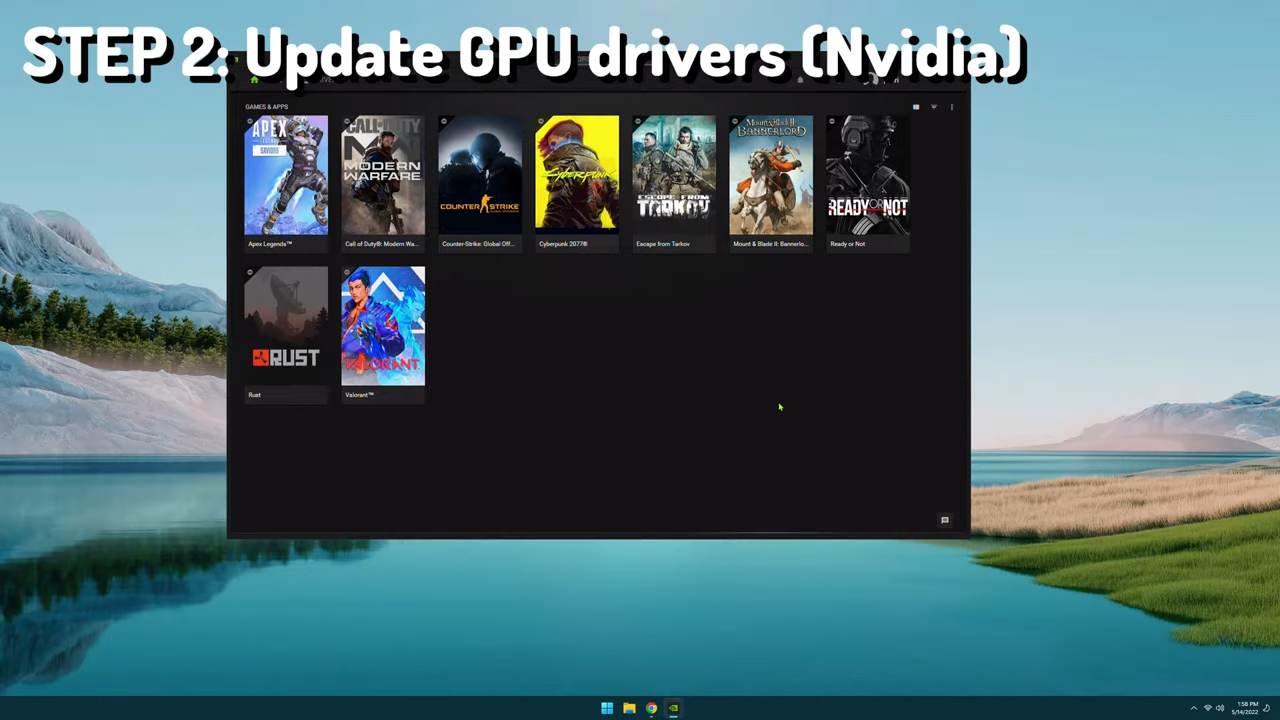 STEP 2: Update GPU drivers (Nvidia)
GAMES & APPS
APEX
LEGENDS
SAVIORS
CALL OF DUTY
MODERN
WARFARE
COUNTER STRIKE
Cyberpunk
ESCAPE FROM
TARKOV
Mount&Blade II
BANNERLORD
READY OR NOT
Apex Legends™
Call of Duty®: Modern Wa...
Counter-Strike: Global Off...
Cyberpunk 2077®
Escape from Tarkov
Mount & Blade II: Bannerlo...
Ready or Not
RUST
VALORANT
Rust
Valorant™
1:58 PM
5/14/2022